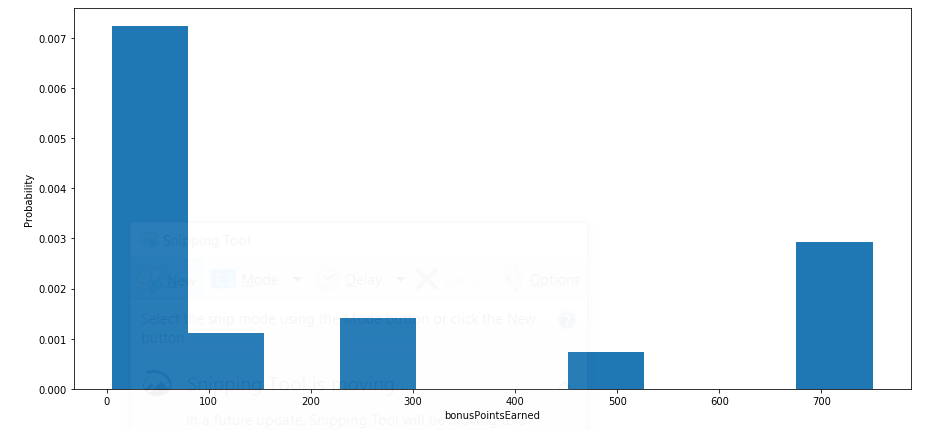 0.007
0.006
0.005
0.004
0.003
0.002
0.001
0.000
Probability
Snipping Tool
New Mode Delay Options
Select the snip mode using the Mode button or click the New
button
Snipping Tool is moving
In a future update, Snipping Tool will be
0 100 200 300 400 500 600 700
bonusPointsEarned